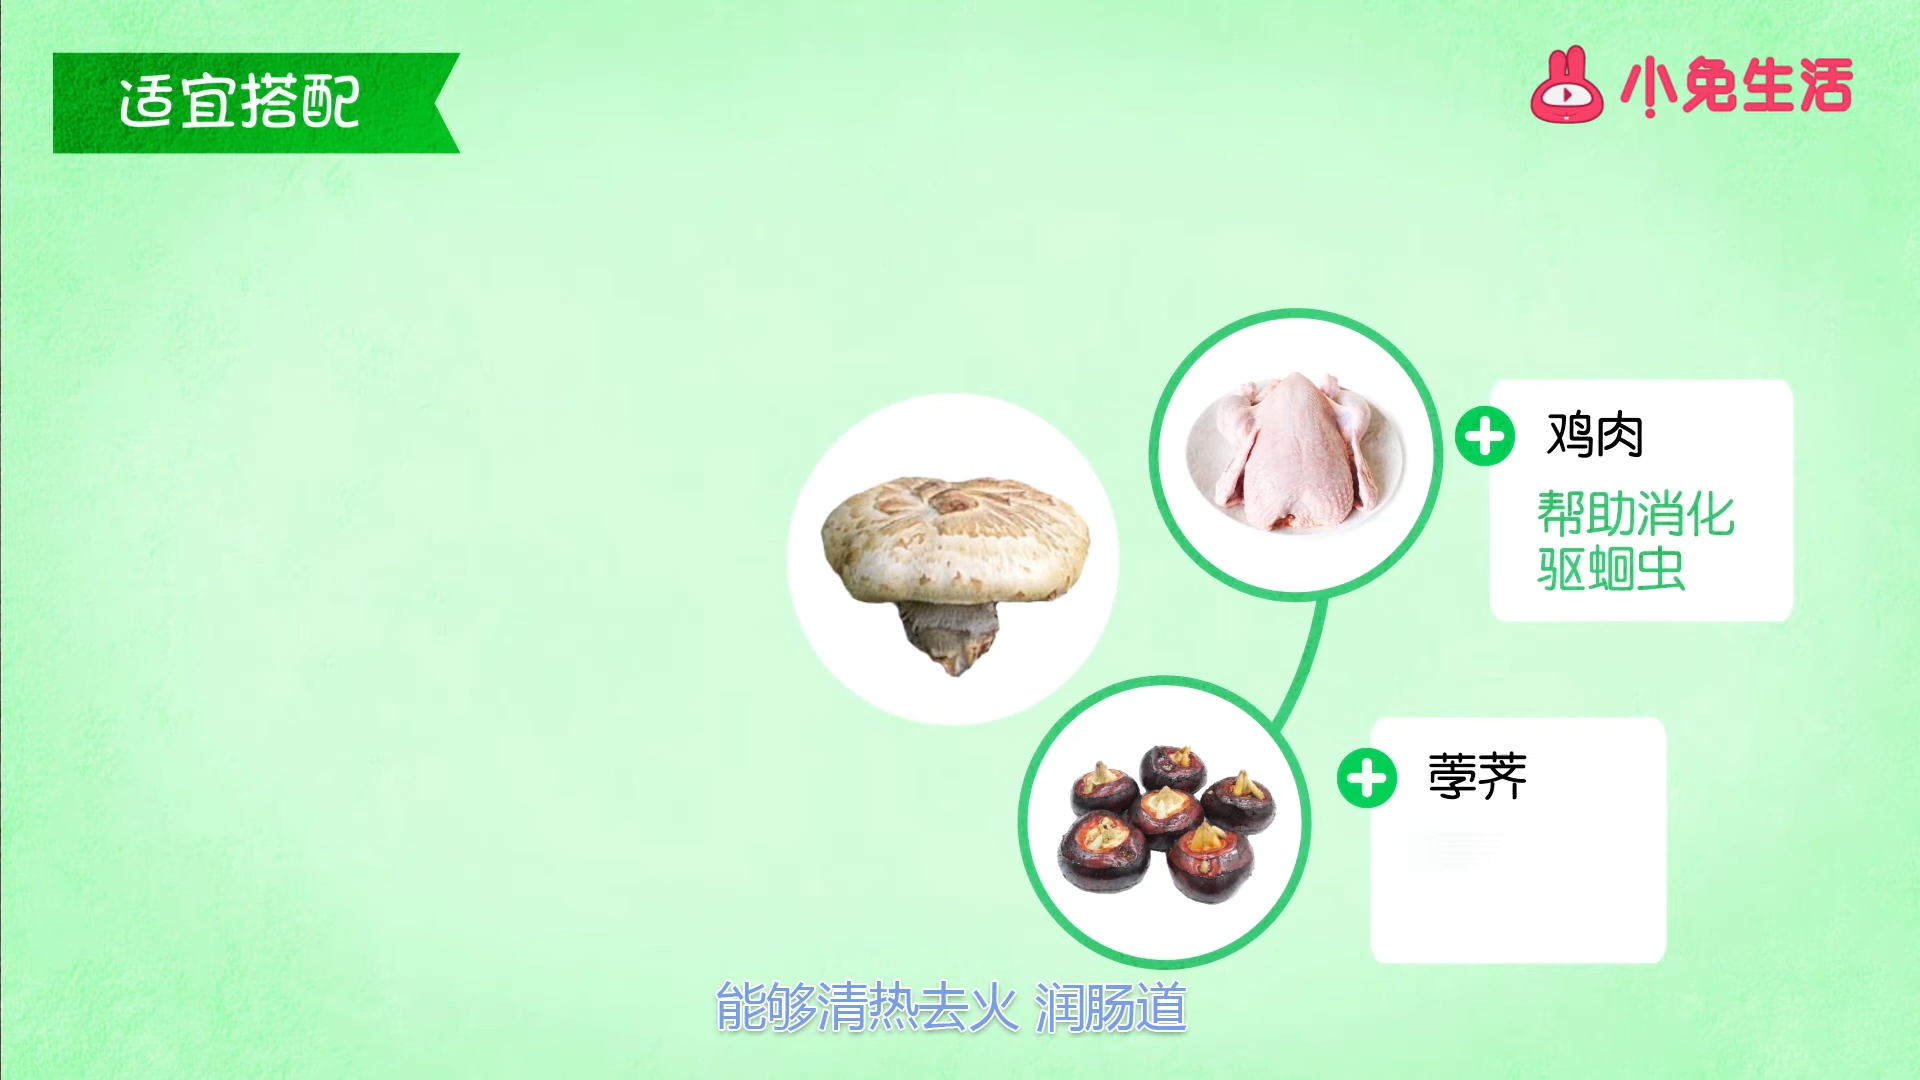 适宜搭配
小兔生活
鸡肉
帮助消化
驱蛔虫
荸荠
能够清热去火 润肠道